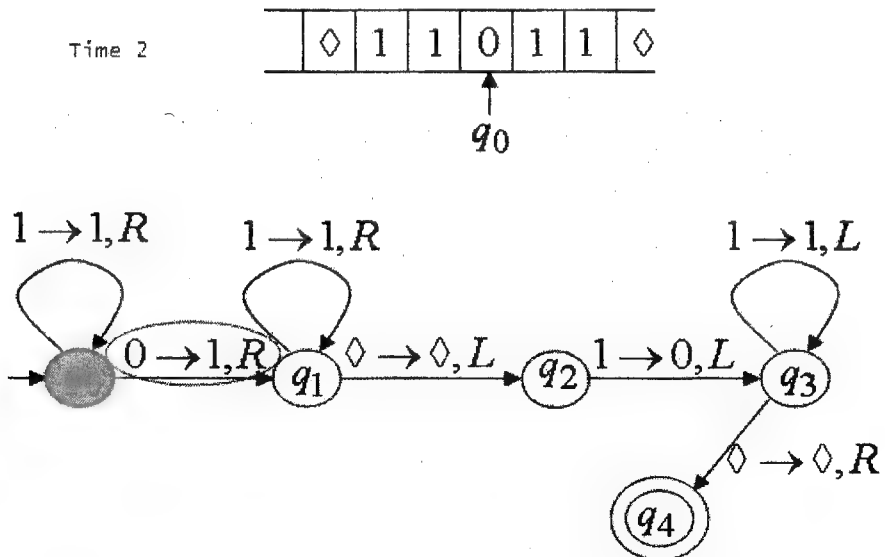 Time 2
◊ 1 1 0 1 1 ◊
q0
1 → 1, R 1 → 1, R 1 → 1, L
0 → 1, R q1 ◊ → ◊, L q2 1 → 0, L q3
◊ → ◊, R
q4